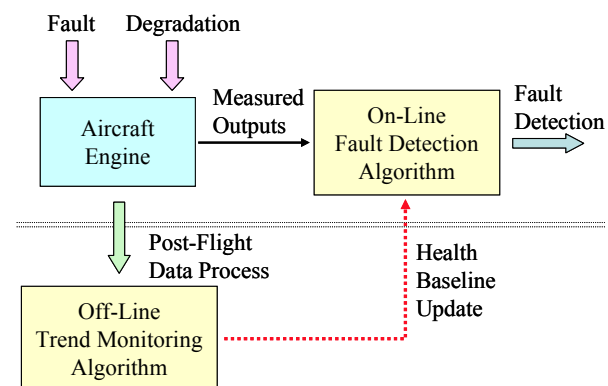 Fault
Degradation
Aircraft
Engine
Measured
Outputs
On-Line
Fault Detection
Algorithm
Fault
Detection
Post-Flight
Data Process
Health
Baseline
Update
Off-Line
Trend Monitoring
Algorithm